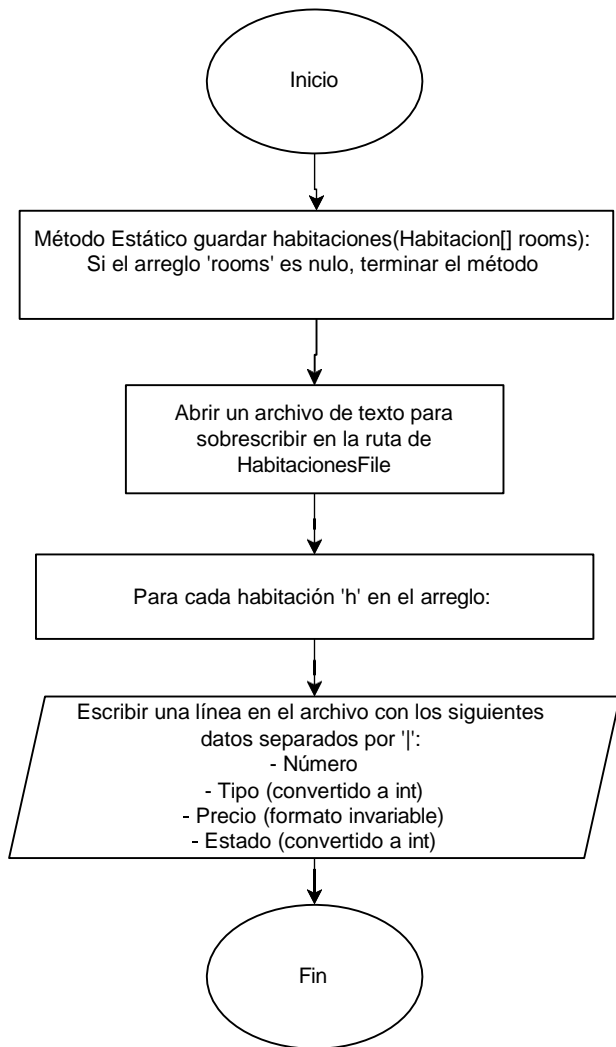 Inicio
Método Estático guardar habitaciones(Habitacion[] rooms):
Si el arreglo 'rooms' es nulo, terminar el método
Abrir un archivo de texto para
sobrescribir en la ruta de
HabitacionesFile
Para cada habitación 'h' en el arreglo:
Escribir una línea en el archivo con los siguientes
datos separados por '|':
- Número
- Tipo (convertido a int)
- Precio (formato invariable)
- Estado (convertido a int)
Fin